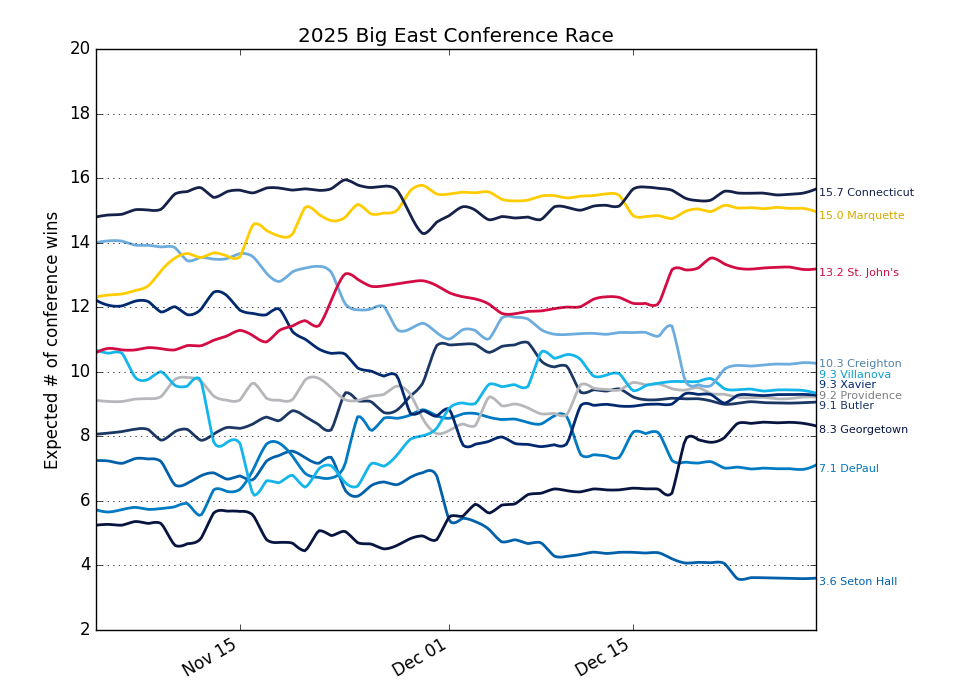 2025 Big East Conference Race
Expected # of conference wins
20
18
16
14
12
10
8
6
4
2
Nov 15
Dec 01
Dec 15
15.7 Connecticut
15.0 Marquette
13.2 St. John's
10.3 Creighton
9.3 Villanova
9.3 Xavier
9.2 Providence
9.1 Butler
8.3 Georgetown
7.1 DePaul
3.6 Seton Hall